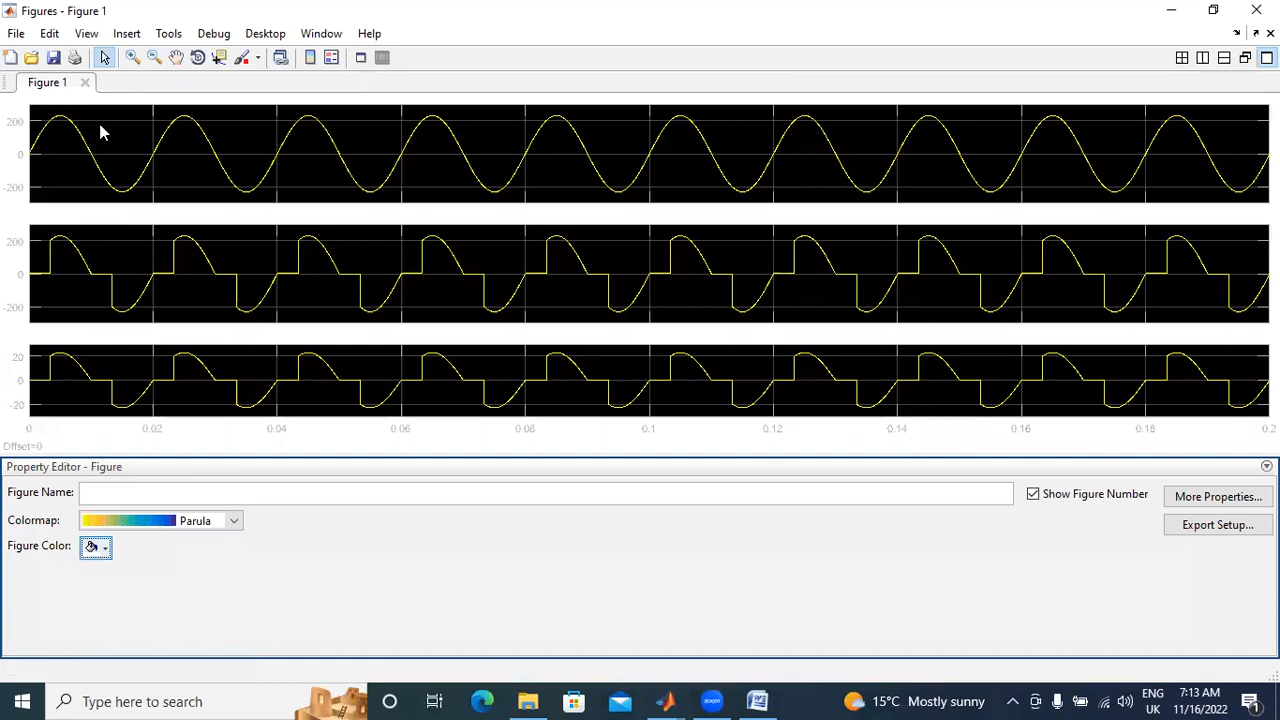 Figures - Figure 1
File Edit View Insert Tools Debug Desktop Window Help
Figure 1
200
0
-200
200
0
-200
20
0
-20
0 0.02 0.04 0.06 0.08 0.1 0.12 0.14 0.16 0.18 0.2
Offset=0
Property Editor - Figure
Figure Name: Show Figure Number More Properties...
Colormap: Parula Export Setup...
Figure Color:
Type here to search zoom 15°C Mostly sunny ENG UK 7:13 AM 11/16/2022 1